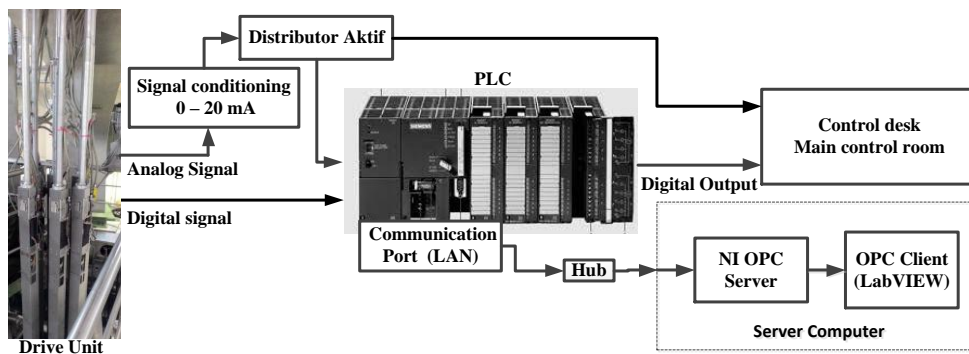 Distributor Aktif
Signal conditioning
0 – 20 mA
PLC
SIEMENS
Analog Signal
Digital signal
Control desk
Main control room
Digital Output
Communication
Port (LAN)
Hub
NI OPC
Server
OPC Client
(LabVIEW)
Server Computer
Drive Unit